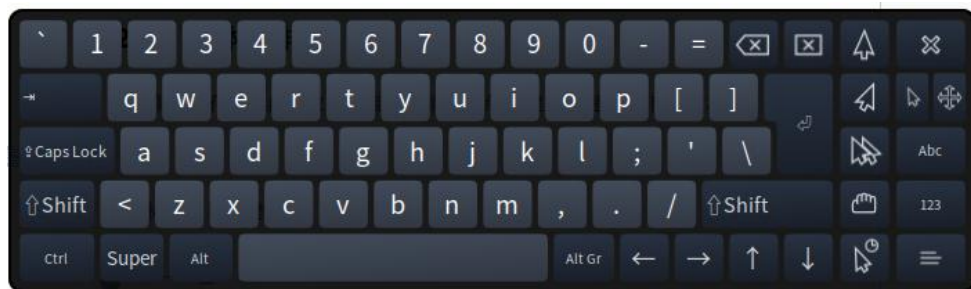 ` 1 2 3 4 5 6 7 8 9 0 - =
⇥ q w e r t y u i o p [ ]
⇪Caps Lock a s d f g h j k l ; ' \ Abc
⇧Shift < z x c v b n m , . / ⇧Shift 123
Ctrl Super Alt Alt Gr ← → ↑ ↓